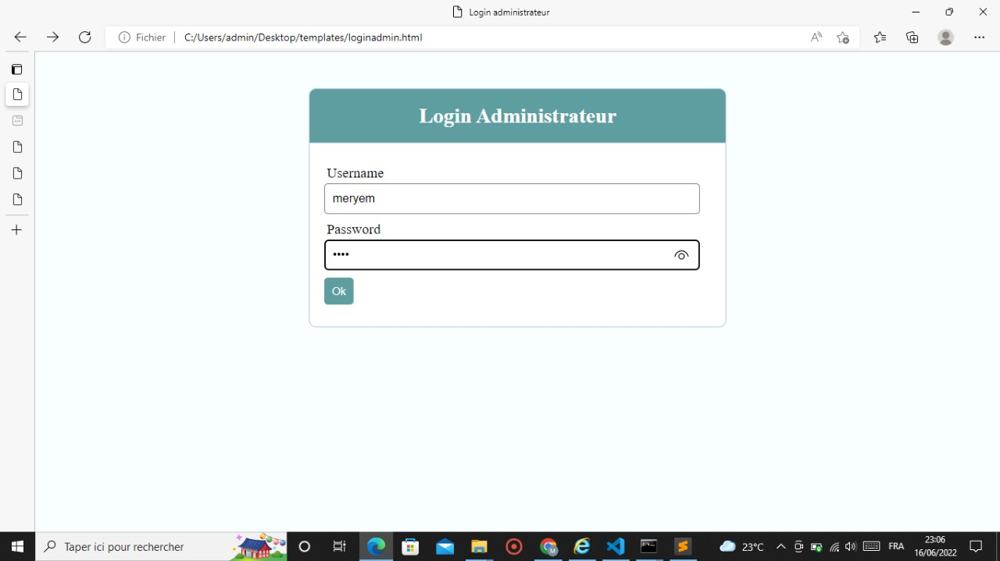 Login administrateur
Fichier
C:/Users/admin/Desktop/templates/loginadmin.html
Login Administrateur
Username
meryem
Password
••••
Ok
Taper ici pour rechercher
23°C
FRA
23:06
16/06/2022